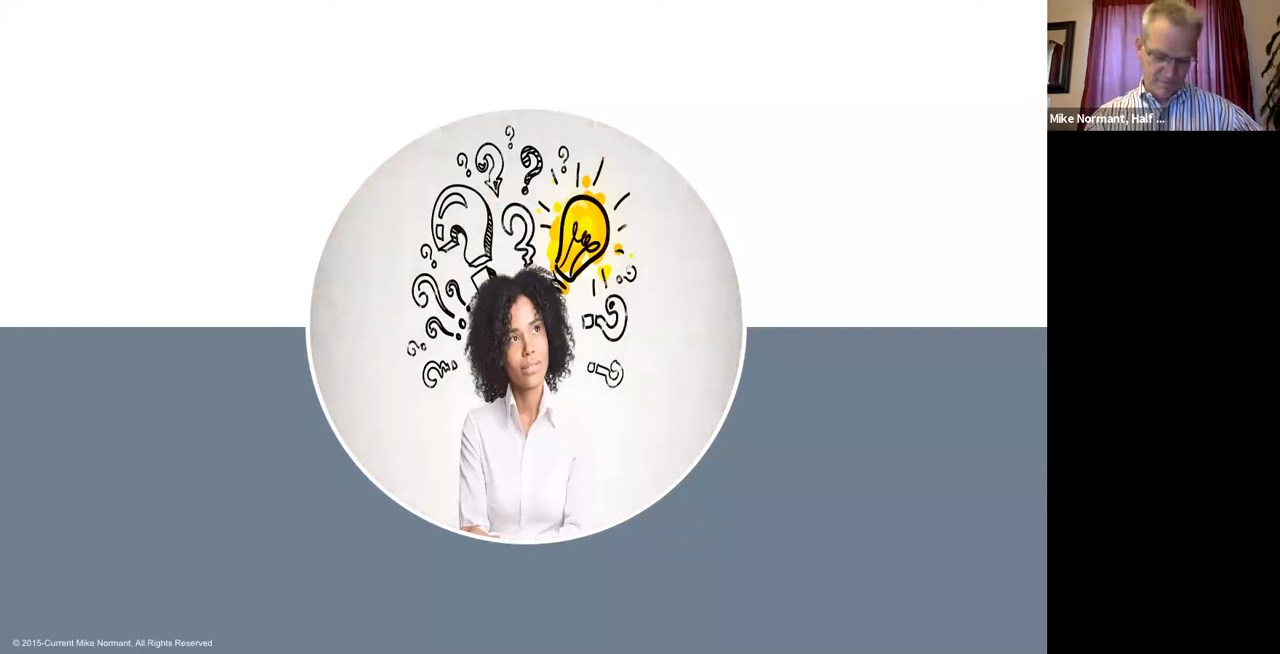 Mike Normant, Half ...
© 2015-Current Mike Normant, All Rights Reserved